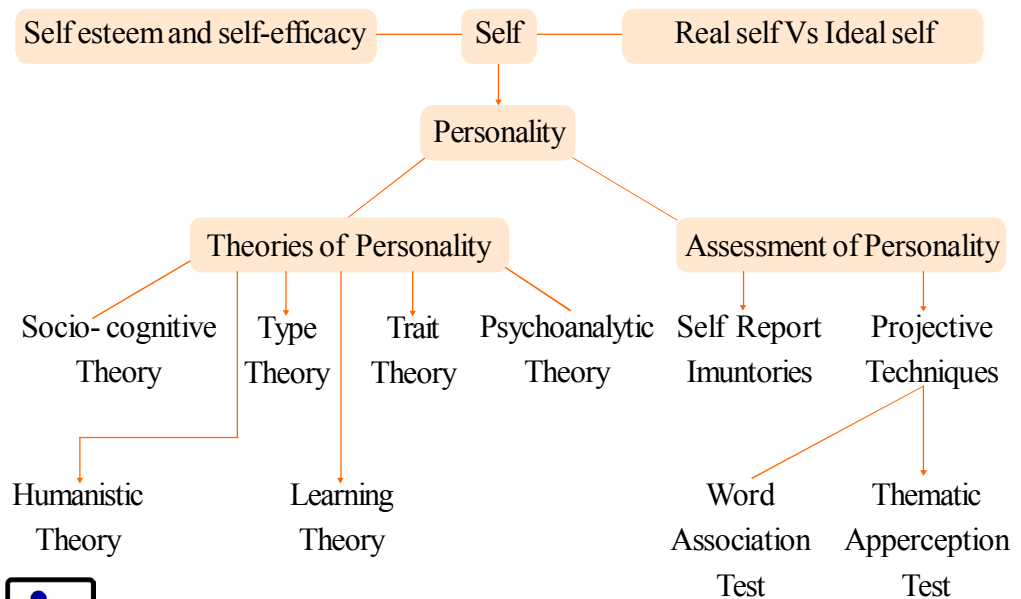 Self esteem and self-efficacy
Self
Real self Vs Ideal self
Personality
Theories of Personality
Assessment of Personality
Socio- cognitive
Theory
Type
Theory
Trait
Theory
Psychoanalytic
Theory
Self Report
Imuntories
Projective
Techniques
Humanistic
Theory
Learning
Theory
Word
Association
Test
Thematic
Apperception
Test